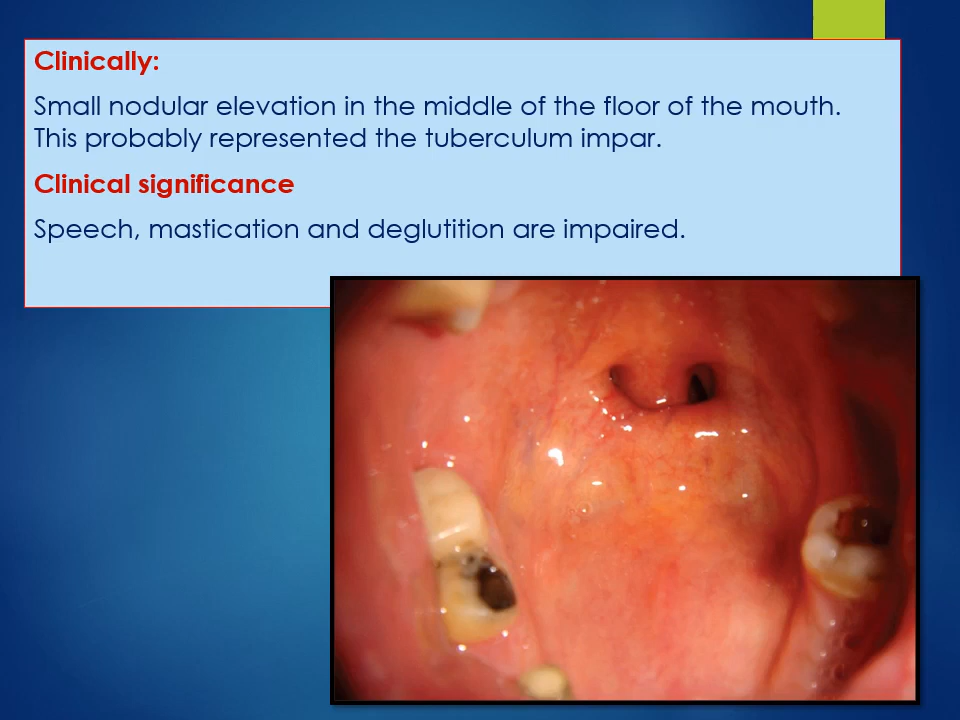 Clinically:
Small nodular elevation in the middle of the floor of the mouth.
This probably represented the tuberculum impar.
Clinical significance
Speech, mastication and deglutition are impaired.